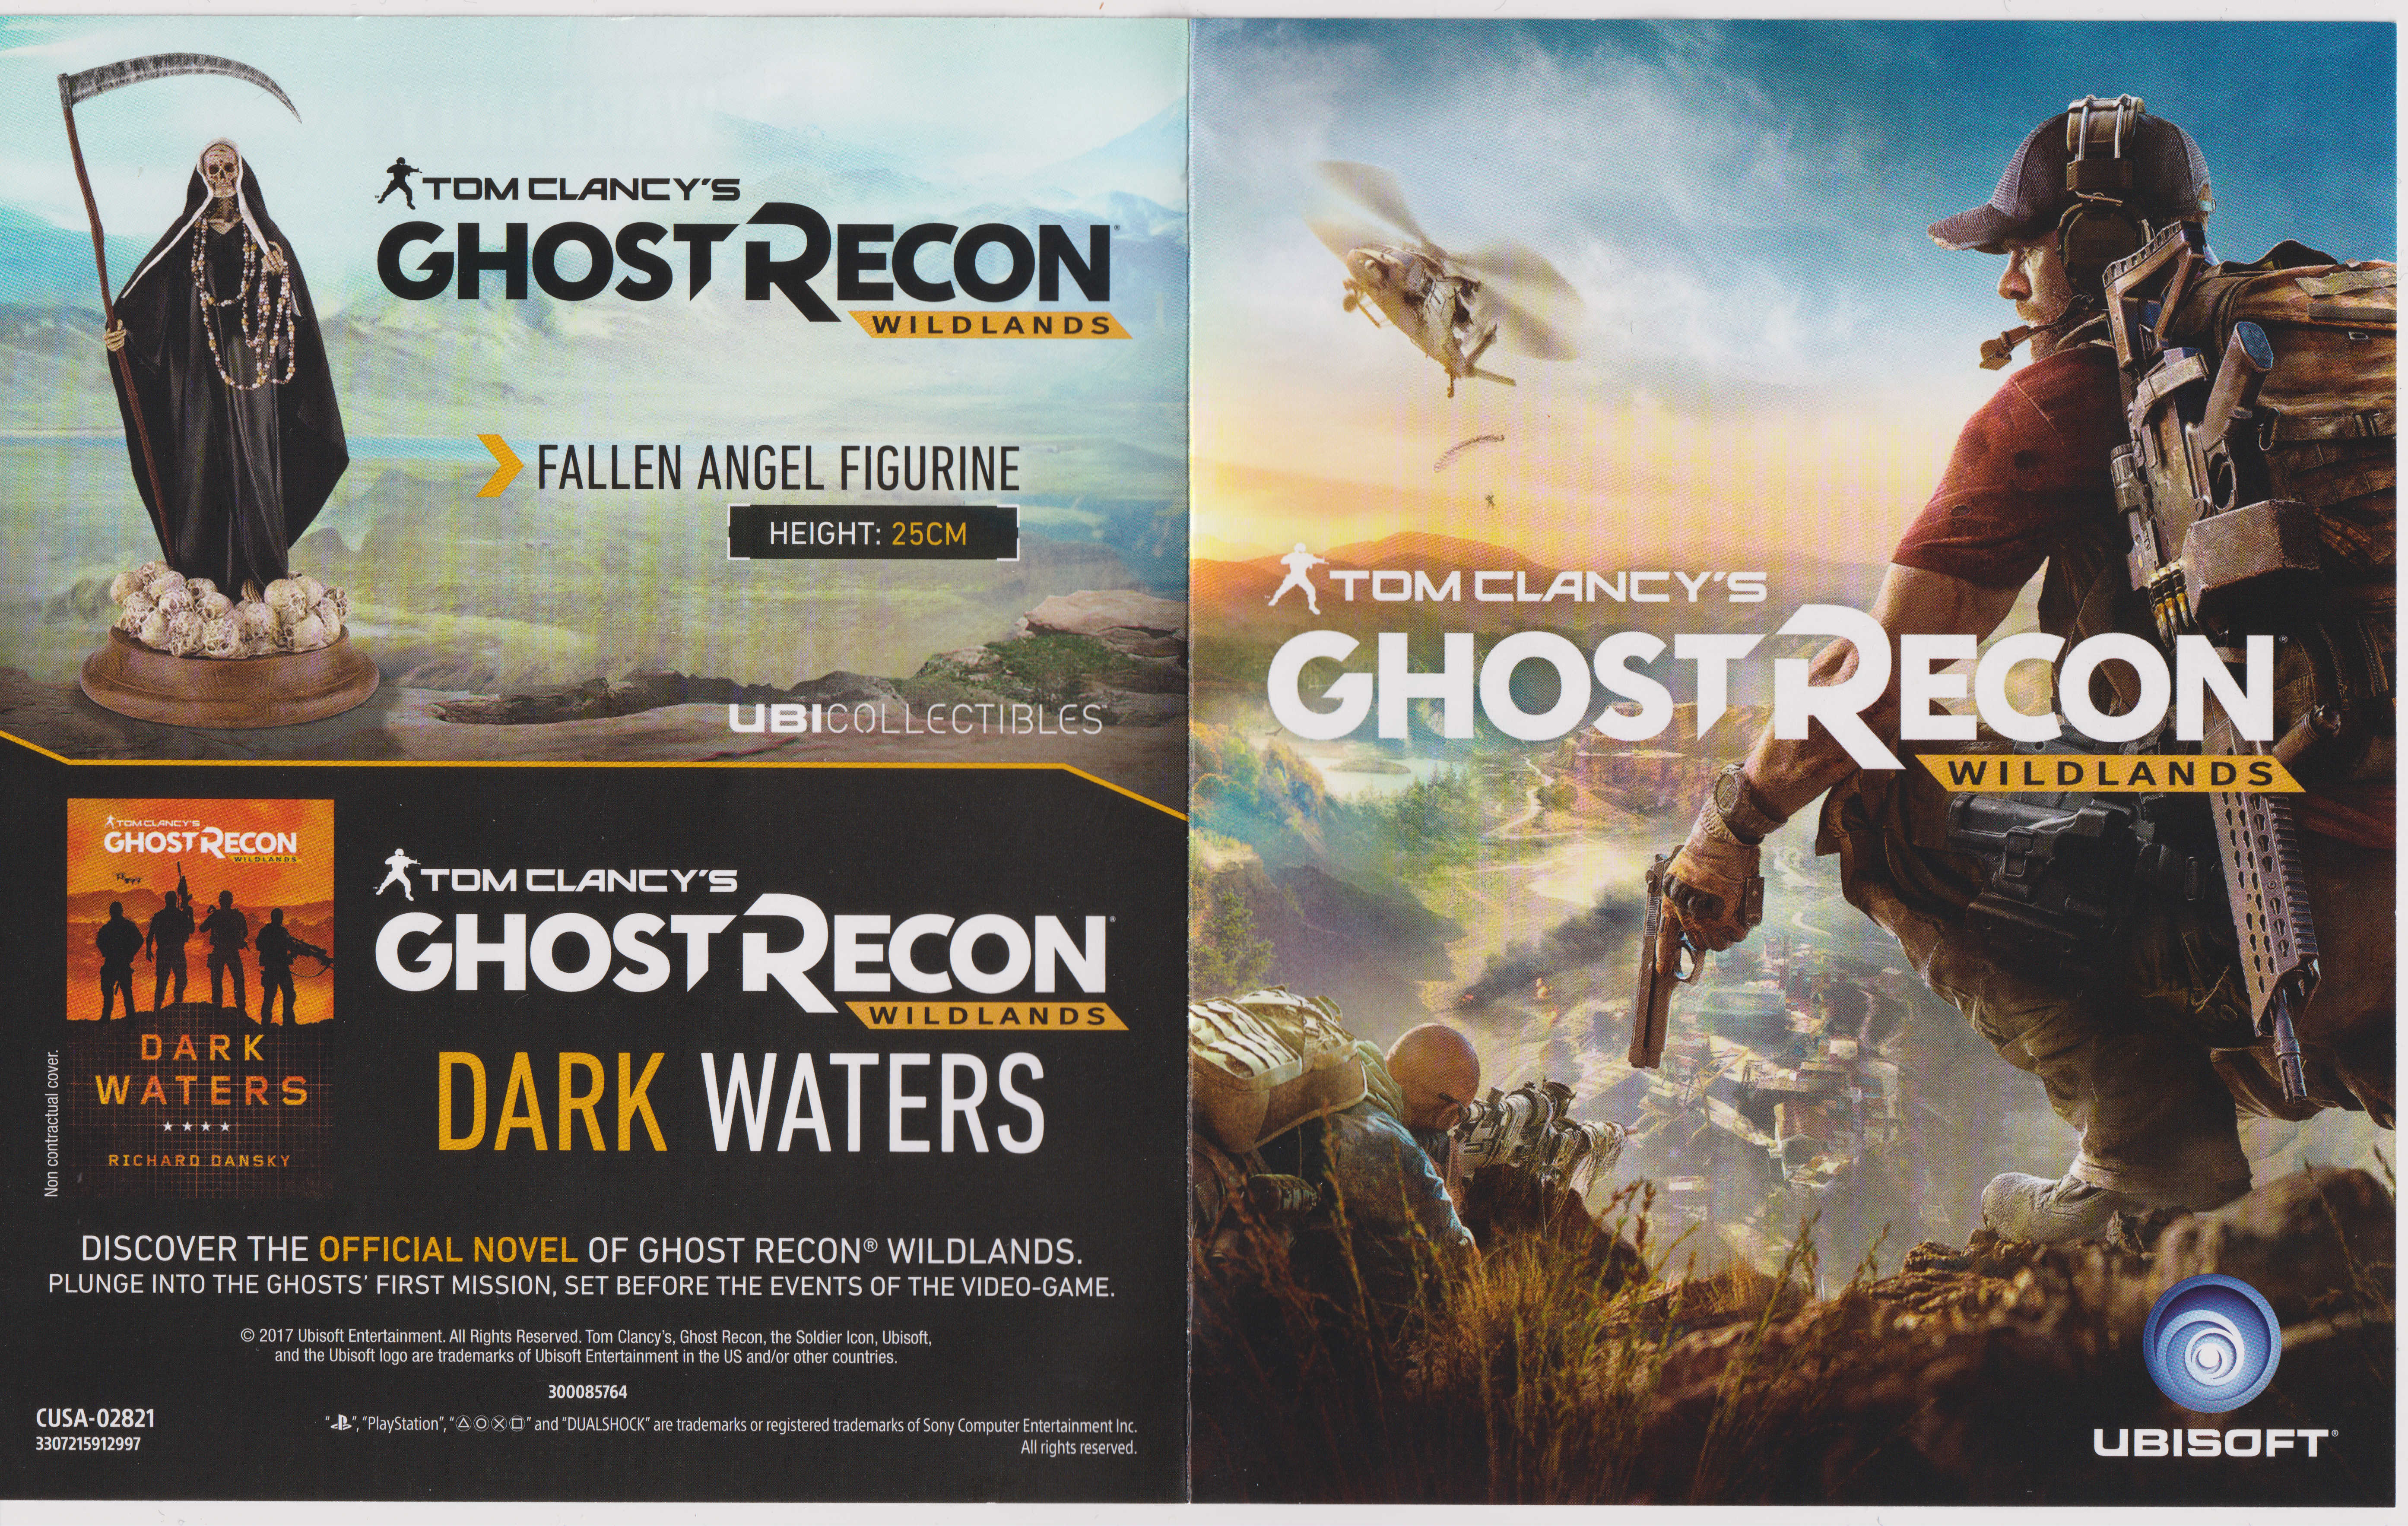 TOM CLANCY'S
GHOST RECON®
WILDLANDS
FALLEN ANGEL FIGURINE
HEIGHT: 25CM
UBICOLLECTIBLES
TOM CLANCY'S
GHOST RECON
WILDLANDS
DARK
WATERS
★★★★
RICHARD DANSKY
Non contractual cover.
TOM CLANCY'S
GHOST RECON®
WILDLANDS
DARK WATERS
DISCOVER THE OFFICIAL NOVEL OF GHOST RECON® WILDLANDS.
PLUNGE INTO THE GHOSTS' FIRST MISSION, SET BEFORE THE EVENTS OF THE VIDEO-GAME.
© 2017 Ubisoft Entertainment. All Rights Reserved. Tom Clancy's, Ghost Recon, the Soldier Icon, Ubisoft,
and the Ubisoft logo are trademarks of Ubisoft Entertainment in the US and/or other countries.
300085764
CUSA-02821
3307215912997
"PS", "PlayStation", "△○✕□" and "DUALSHOCK" are trademarks or registered trademarks of Sony Computer Entertainment Inc.
All rights reserved.
TOM CLANCY'S
GHOST RECON®
WILDLANDS
UBISOFT®